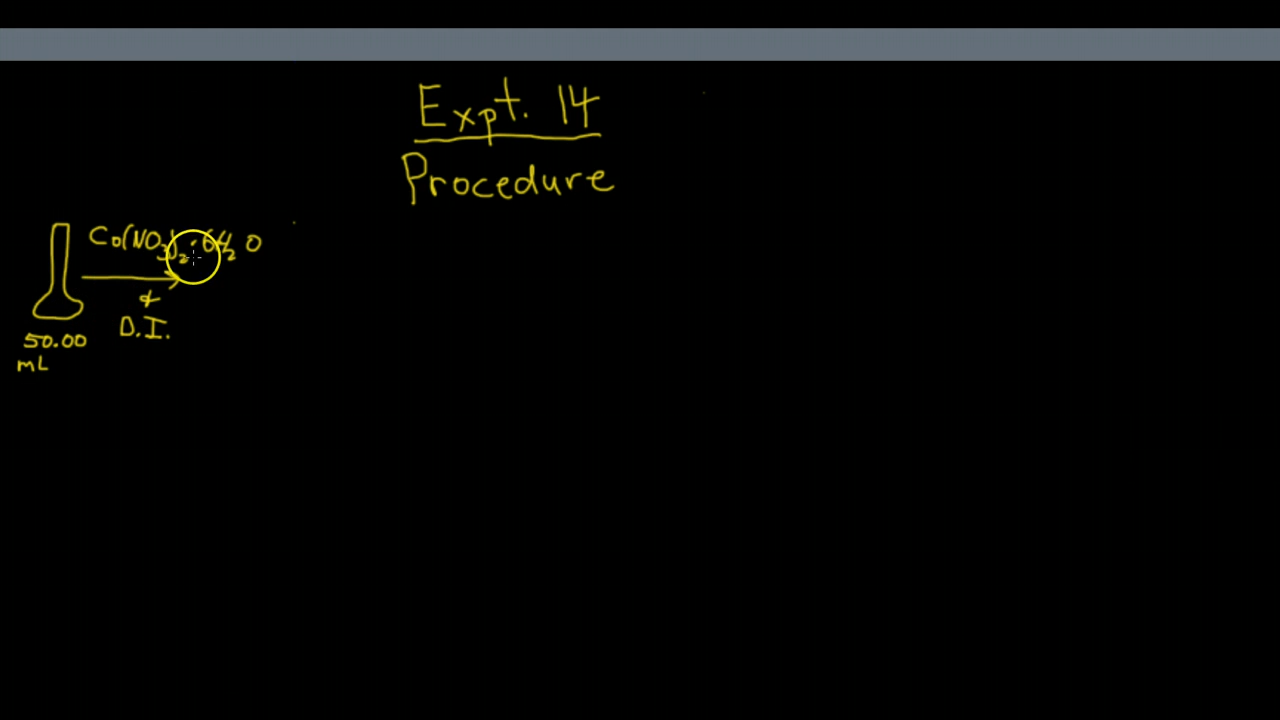 Expt. 14
Procedure
Co(NO3)2·6H2O
&
D.I.
50.00
mL